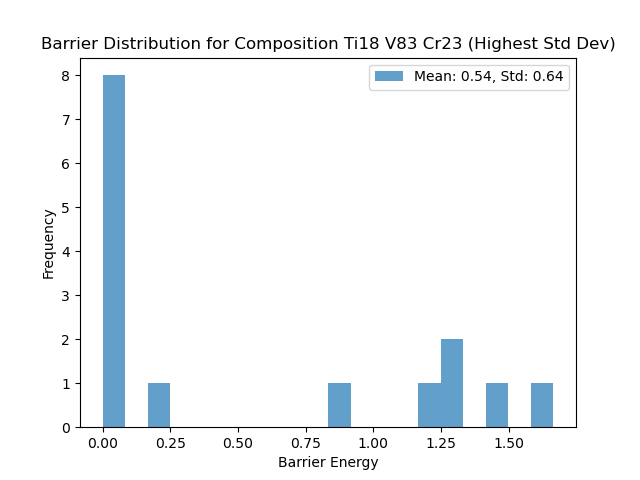 Barrier Distribution for Composition Ti18 V83 Cr23 (Highest Std Dev)
Mean: 0.54, Std: 0.64
8
7
6
5
4
3
2
1
0
Frequency
0.00 0.25 0.50 0.75 1.00 1.25 1.50
Barrier Energy